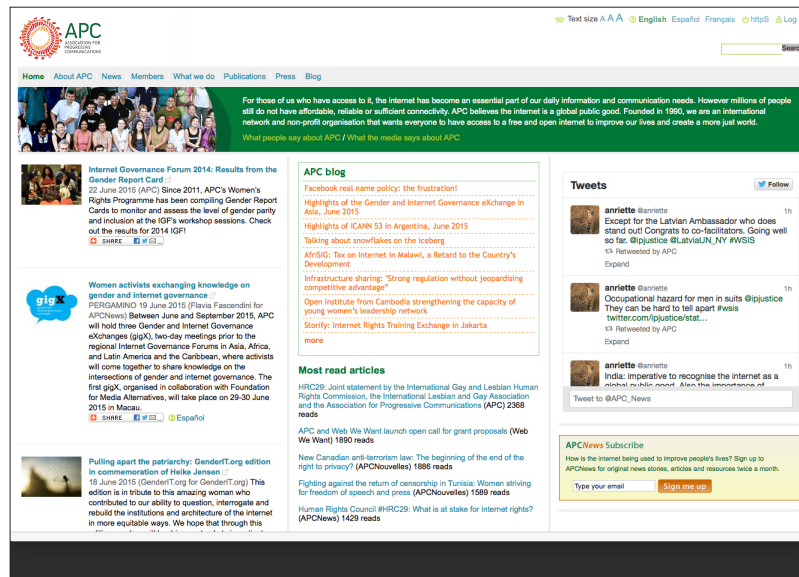 APC
ASSOCIATION FOR
PROGRESSIVE
COMMUNICATIONS
Text size A A A English Español Français httpS Log
Searc
Home About APC News Members What we do Publications Press Blog
For those of us who have access to it, the internet has become an essential part of our daily information and communication needs. However millions of people
still do not have affordable, reliable or sufficient connectivity. APC believes the internet is a global public good. Founded in 1990, we are an international
network and non-profit organisation that wants everyone to have access to a free and open internet to improve our lives and create a more just world.
What people say about APC / What the media says about APC
Internet Governance Forum 2014: Results from the
Gender Report Card
22 June 2015 (APC) Since 2011, APC's Women's
Rights Programme has been compiling Gender Report
Cards to monitor and assess the level of gender parity
and inclusion at the IGF's workshop sessions. Check
out the results for 2014 IGF!
SHARE
gigX
Women activists exchanging knowledge on
gender and internet governance
PERGAMINO 19 June 2015 (Flavia Fascendini for
APCNews) Between June and September 2015, APC
will hold three Gender and Internet Governance
eXchanges (gigX), two-day meetings prior to the
regional Internet Governance Forums in Asia, Africa,
and Latin America and the Caribbean, where activists
will come together to share knowledge on the
intersections of gender and internet governance. The
first gigX, organised in collaboration with Foundation
for Media Alternatives, will take place on 29-30 June
2015 in Macau.
SHARE Español
Pulling apart the patriarchy: GenderIT.org edition
in commemoration of Heike Jensen
18 June 2015 (GenderIT.org for GenderIT.org) This
edition is in tribute to this amazing woman who
contributed to our ability to question, interrogate and
rebuild the institutions and architecture of the internet
in more equitable ways. We hope that through this
APC blog
Facebook real name policy: the frustration!
Highlights of the Gender and Internet Governance eXchange in
Asia, June 2015
Highlights of ICANN 53 in Argentina, June 2015
Talking about snowflakes on the iceberg
AfriSIG: Tax on Internet in Malawi, a Retard to the Country's
Development
Infrastructure sharing: "Strong regulation without jeopardising
competitive advantage"
Open Institute from Cambodia strengthening the capacity of
young women's leadership network
Storify: Internet Rights Training Exchange in Jakarta
more
Most read articles
HRC29: Joint statement by the International Gay and Lesbian Human
Rights Commission, the International Lesbian and Gay Association
and the Association for Progressive Communications (APC) 2368
reads
APC and Web We Want launch open call for grant proposals (Web
We Want) 1890 reads
New Canadian anti-terrorism law: The beginning of the end of the
right to privacy? (APCNouvelles) 1886 reads
Fighting against the return of censorship in Tunisia: Women striving
for freedom of speech and press (APCNouvelles) 1589 reads
Human Rights Council #HRC29: What is at stake for internet rights?
(APCNews) 1429 reads
Tweets Follow
anriette @anriette 1h
Except for the Latvian Ambassador who does
stand out! Congrats to co-facilitators. Going well
so far. @ipjustice @LatviaUN_NY #WSIS
Retweeted by APC
Expand
anriette @anriette 1h
Occupational hazard for men in suits @ipjustice
They can be hard to tell apart #wsis
twitter.com/ipjustice/stat…
Retweeted by APC
Expand
anriette @anriette 1h
India: imperative to recognise the internet as a
global public good. Also the importance of
Tweet to @APC_News
APCNews Subscribe
How is the internet being used to improve people's lives? Sign up to
APCNews for original news stories, articles and resources twice a month.
Type your email Sign me up